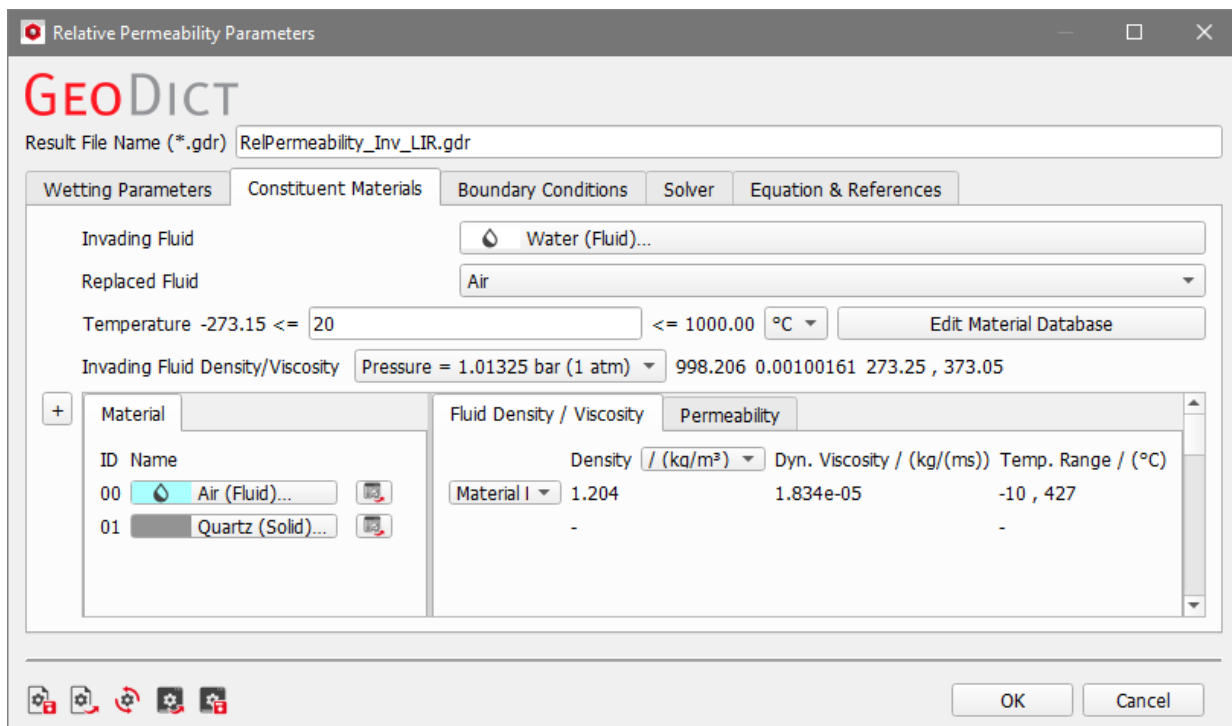 Relative Permeability Parameters
GEODICT
Result File Name (*.gdr) RelPermeability_Inv_LIR.gdr
Wetting Parameters Constituent Materials Boundary Conditions Solver Equation & References
Invading Fluid Water (Fluid)...
Replaced Fluid Air
Temperature -273.15 <= 20 <= 1000.00 °C Edit Material Database
Invading Fluid Density/Viscosity Pressure = 1.01325 bar (1 atm) 998.206 0.00100161 273.25 , 373.05
+ Material Fluid Density / Viscosity Permeability
ID Name Density / (kg/m³) Dyn. Viscosity / (kg/(ms)) Temp. Range / (°C)
00 Air (Fluid)... Material I 1.204 1.834e-05 -10 , 427
01 Quartz (Solid)... - -
OK Cancel